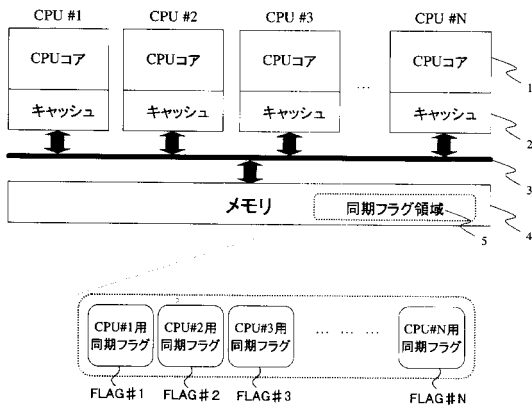 CPU #1
CPU #2
CPU #3
CPU #N
CPUコア
CPUコア
CPUコア
…
CPUコア
1
キャッシュ
キャッシュ
キャッシュ
キャッシュ
2
3
メモリ
同期フラグ領域
5
4
CPU#1用
同期フラグ
CPU#2用
同期フラグ
CPU#3用
同期フラグ
… … …
CPU#N用
同期フラグ
FLAG#1
FLAG#2
FLAG#3
FLAG#N